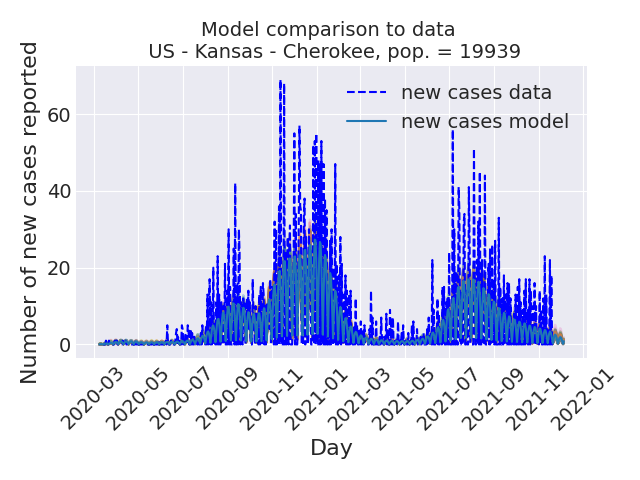 Model comparison to data
US - Kansas - Cherokee, pop. = 19939
Number of new cases reported
60
40
20
0
new cases data
new cases model
2020-03
2020-05
2020-07
2020-09
2020-11
2021-01
2021-03
2021-05
2021-07
2021-09
2021-11
2022-01
Day